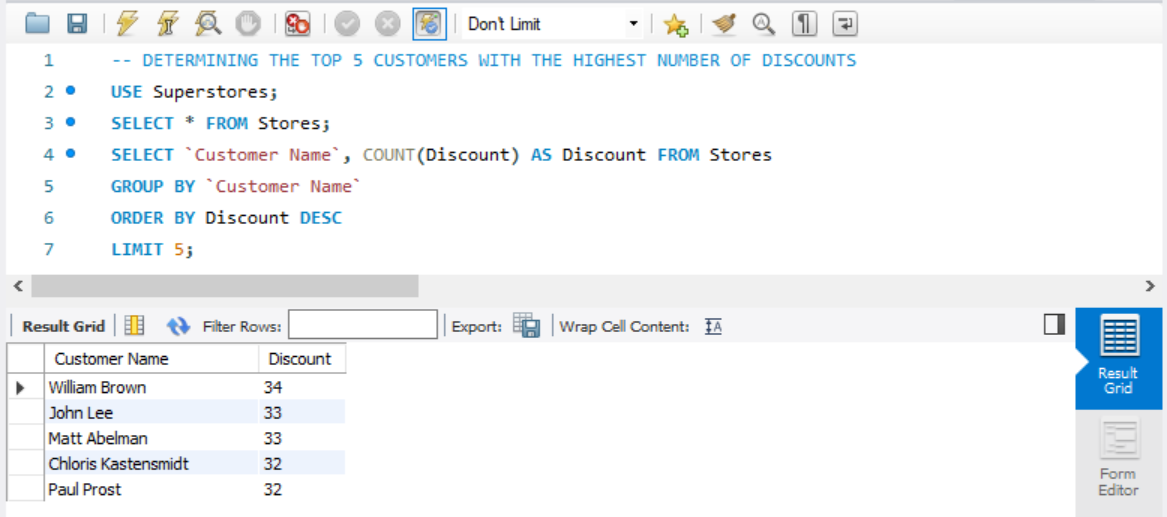 Don't Limit
1 -- DETERMINING THE TOP 5 CUSTOMERS WITH THE HIGHEST NUMBER OF DISCOUNTS
2 USE Superstores;
3 SELECT * FROM Stores;
4 SELECT `Customer Name`, COUNT(Discount) AS Discount FROM Stores
5 GROUP BY `Customer Name`
6 ORDER BY Discount DESC
7 LIMIT 5;
Result Grid Filter Rows: Export: Wrap Cell Content: IA
Customer Name Discount
William Brown 34
John Lee 33
Matt Abelman 33
Chloris Kastensmidt 32
Paul Prost 32
Result
Grid
Form
Editor